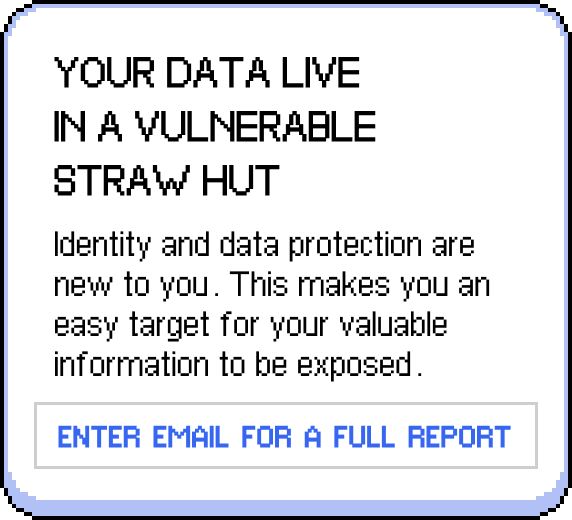 YOUR DATA LIVE
IN A VULNERABLE
STRAW HUT
Identity and data protection are
new to you. This makes you an
easy target for your valuable
information to be exposed.
ENTER EMAIL FOR A FULL REPORT